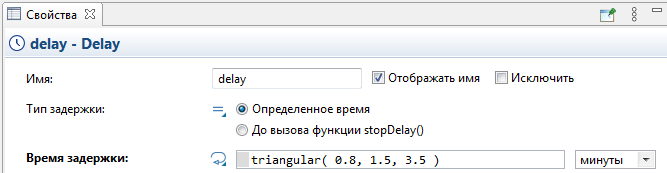 Свойства
delay - Delay
Имя: delay Отображать имя Исключить
Тип задержки: Определенное время
До вызова функции stopDelay()
Время задержки: triangular( 0.8, 1.5, 3.5 ) минуты